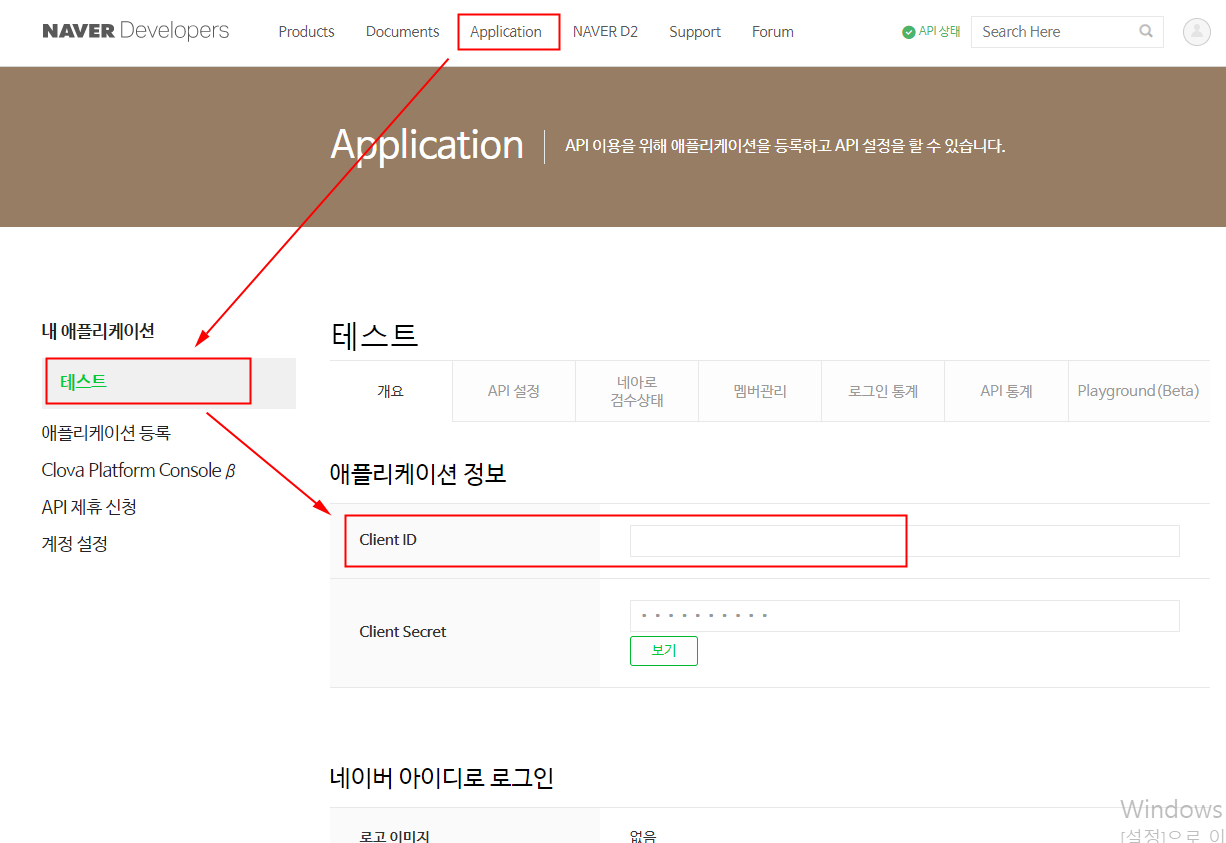 NAVER Developers
Products
Documents
Application
NAVER D2
Support
Forum
API 상태
Search Here
Application
API 이용을 위해 애플리케이션을 등록하고 API 설정을 할 수 있습니다.
내 애플리케이션
테스트
애플리케이션 등록
Clova Platform Console β
API 제휴 신청
계정 설정
테스트
개요
API 설정
네아로
검수상태
멤버관리
로그인 통계
API 통계
Playground(Beta)
애플리케이션 정보
Client ID
Client Secret
보기
네이버 아이디로 로그인
로고 이미지
없음
Windows
[설정]으로 이